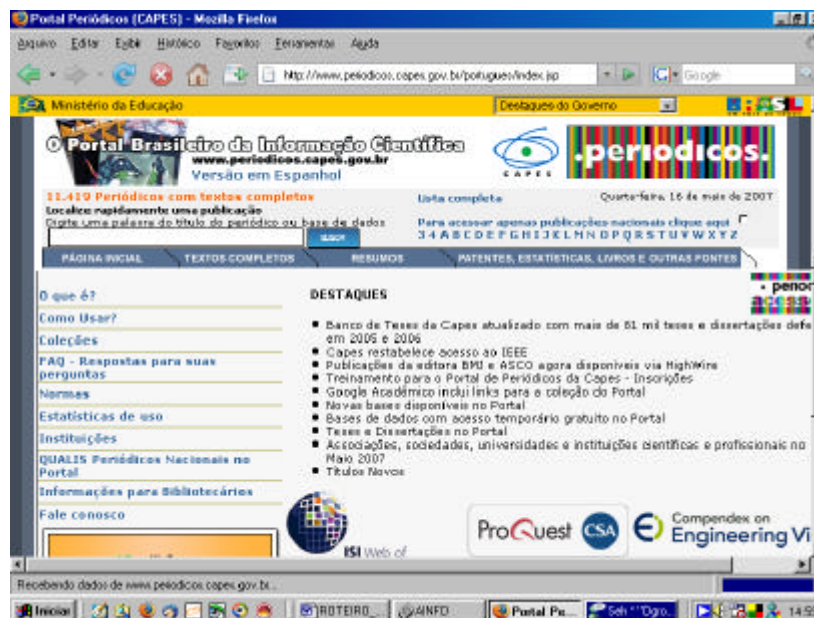 Portal Periódicos (CAPES) - Mozilla Firefox
Arquivo Editar Exibir Histórico Favoritos Ferramentas Ajuda
http://www.periodicos.capes.gov.br/portugues/index.jsp
Google
Ministério da Educação
Destaques do Governo
O Portal Brasileiro da Informação Científica
www.periodicos.capes.gov.br
Versão em Espanhol
CAPES
.periodicos.
11.419 Periódicos com textos completos
Lista completa
Quarta-feira, 16 de maio de 2007
Localize rapidamente uma publicação
Digite uma palavra do título do periódico ou base de dados
Para acessar apenas publicações nacionais clique aqui
3 4 A B C D E F G H I J K L M N O P Q R S T U V W X Y Z
PÁGINA INICIAL
TEXTOS COMPLETOS
RESUMOS
PATENTES, ESTATÍSTICAS, LIVROS E OUTRAS FONTES
O que é?
Como Usar?
Coleções
FAQ - Respostas para suas
perguntas
Normas
Estatísticas de uso
Instituições
QUALIS Periódicos Nacionais no
Portal
Informações para Bibliotecários
Fale conosco
DESTAQUES
Banco de Teses da Capes atualizado com mais de 81 mil teses e dissertações defe
em 2005 e 2006
Capes restabelece acesso ao IEEE
Publicações da editora BMJ e ASCO agora disponíveis via HighWire
Treinamento para o Portal de Periódicos da Capes - Inscrições
Google Acadêmico inclui links para a coleção do Portal
Novas bases disponíveis no Portal
Bases de dados com acesso temporário gratuito no Portal
Teses e Dissertações no Portal
Associações, sociedades, universidades e instituições científicas e profissionais no
Maio 2007
Títulos Novos
. perior
acess
ISI Web of
ProQuest
CSA
Compendex on
Engineering Vi
Recebendo dados de www.periodicos.capes.gov.br...
Iniciar
ROTEIRO_...
AINFO
Portal Pe...
14:55